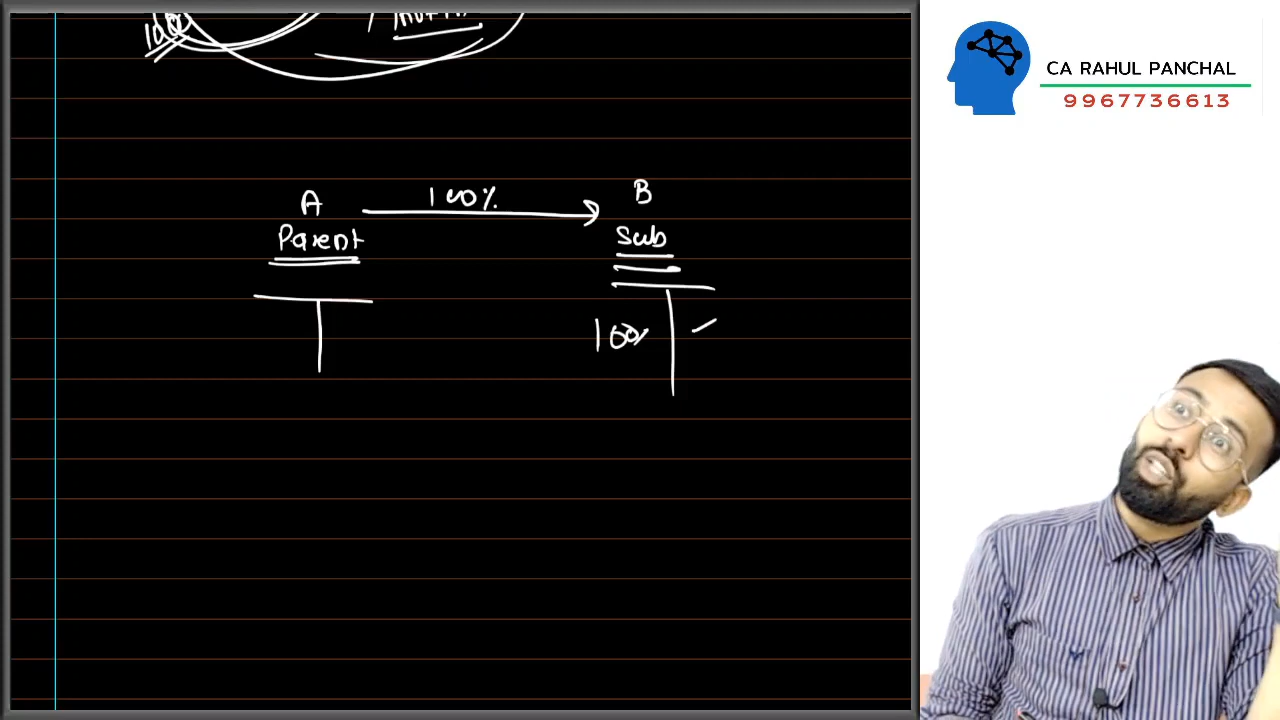 CA RAHUL PANCHAL
9967736613
A 100% B
Parent Sub
100%